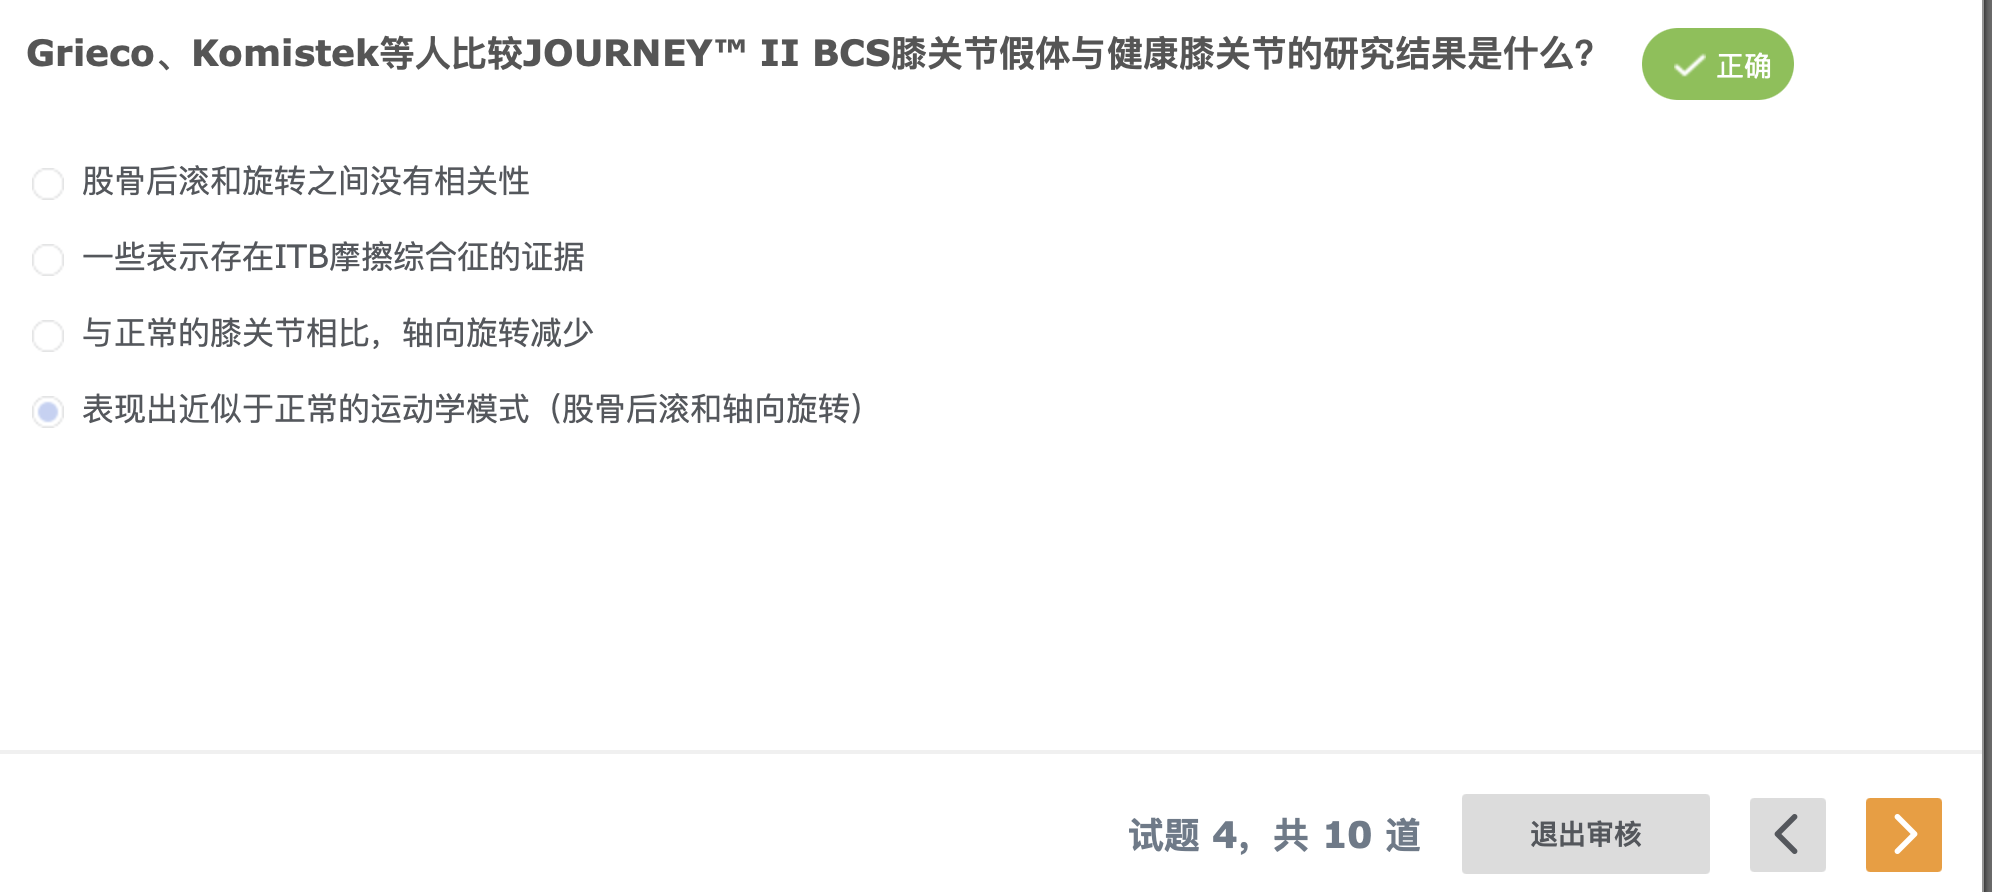 Grieco、Komistek等人比较JOURNEY™ II BCS膝关节假体与健康膝关节的研究结果是什么？
正确
股骨后滚和旋转之间没有相关性
一些表示存在ITB摩擦综合征的证据
与正常的膝关节相比，轴向旋转减少
表现出近似于正常的运动学模式（股骨后滚和轴向旋转）
试题 4，共 10 道
退出审核